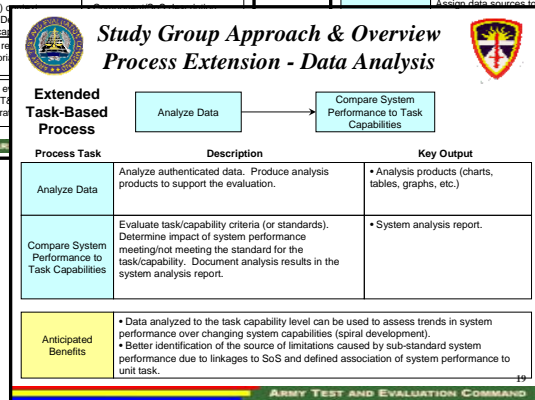 Assign data sources to
Study Group Approach & Overview
Process Extension - Data Analysis
Extended
Task-Based
Process
Analyze Data
Compare System
Performance to Task
Capabilities
Process Task
Description
Key Output
Analyze Data
Analyze authenticated data.  Produce analysis
products to support the evaluation.
• Analysis products (charts,
tables, graphs, etc.)
Compare System
Performance to
Task Capabilities
Evaluate task/capability criteria (or standards).
Determine impact of system performance
meeting/not meeting the standard for the
task/capability.  Document analysis results in the
system analysis report.
• System analysis report.
Anticipated
Benefits
• Data analyzed to the task capability level can be used to assess trends in system
performance over changing system capabilities (spiral development).
• Better identification of the source of limitations caused by sub-standard system
performance due to linkages to SoS and defined association of system performance to
unit task.
19
ARMY TEST AND EVALUATION COMMAND